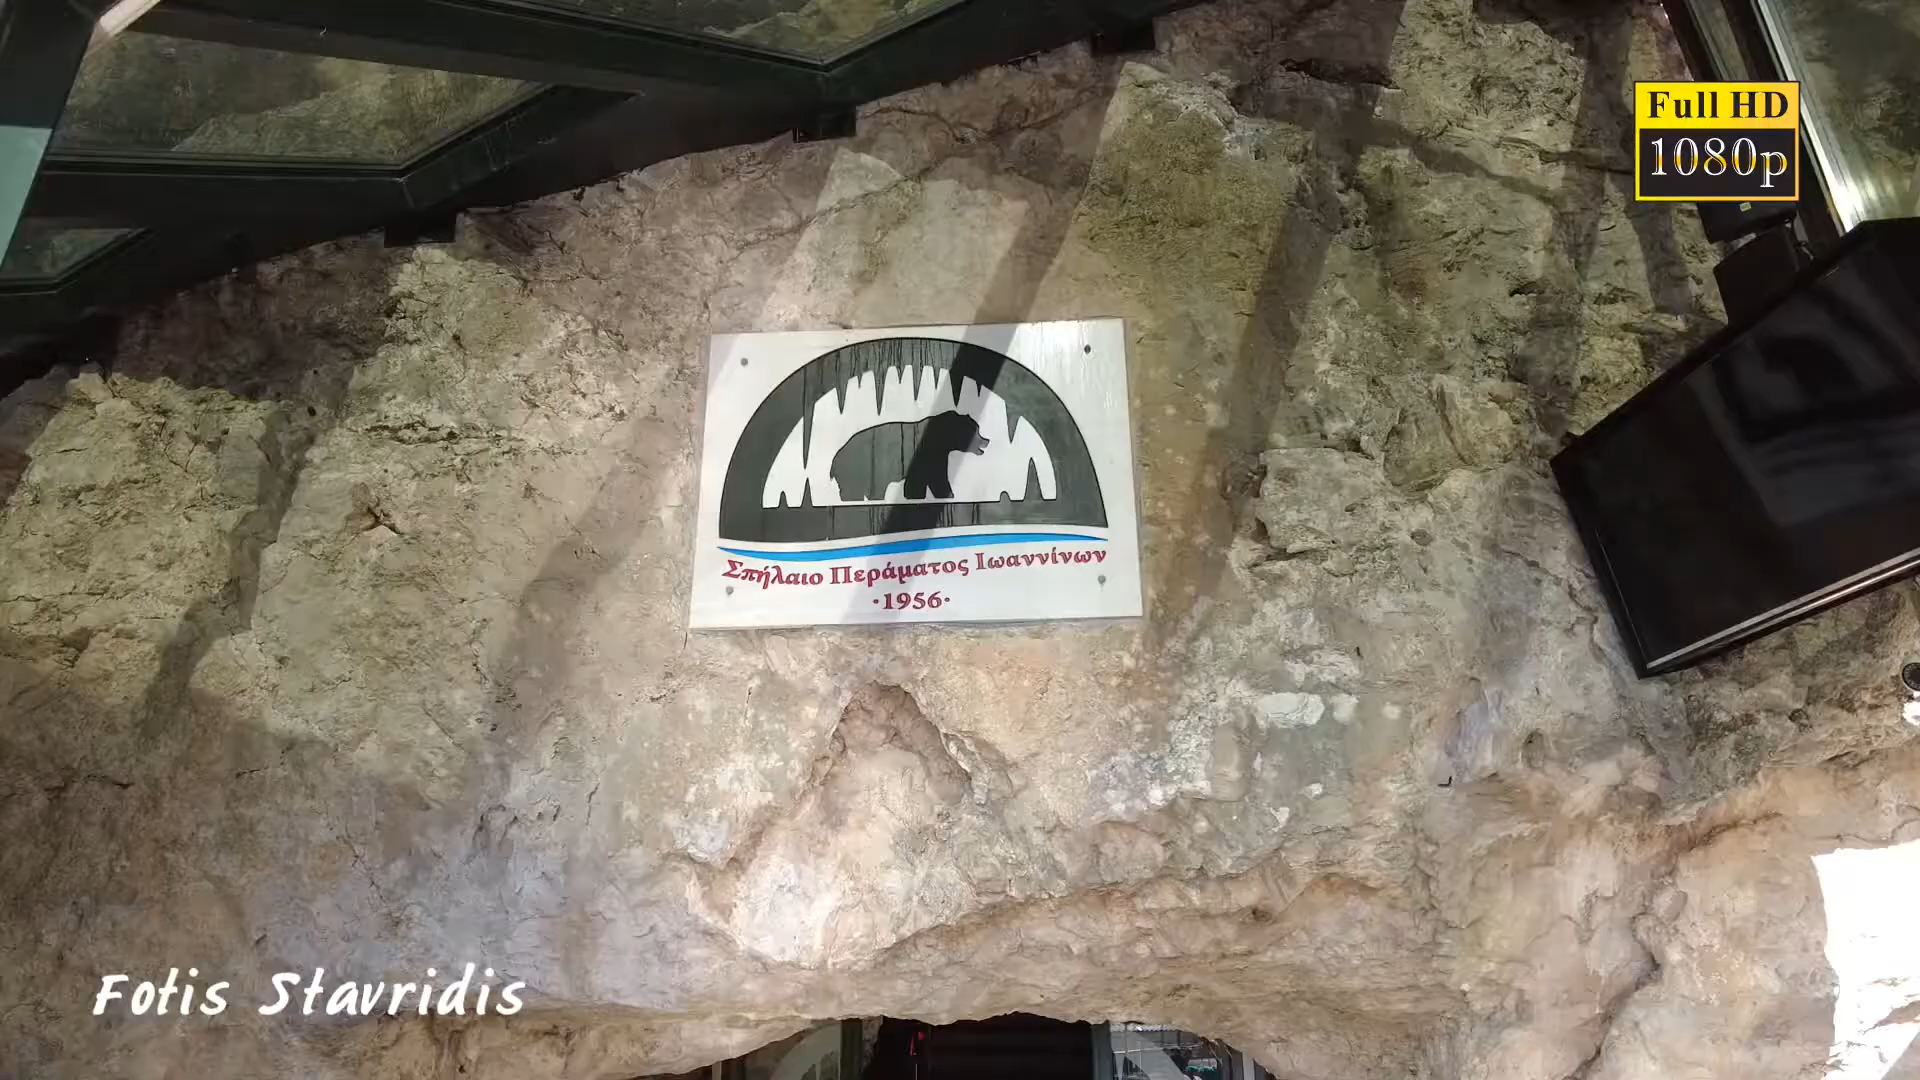 Full HD
1080p
Σπήλαιο Περάματος Ιωαννίνων
·1956·
Fotis Stavridis